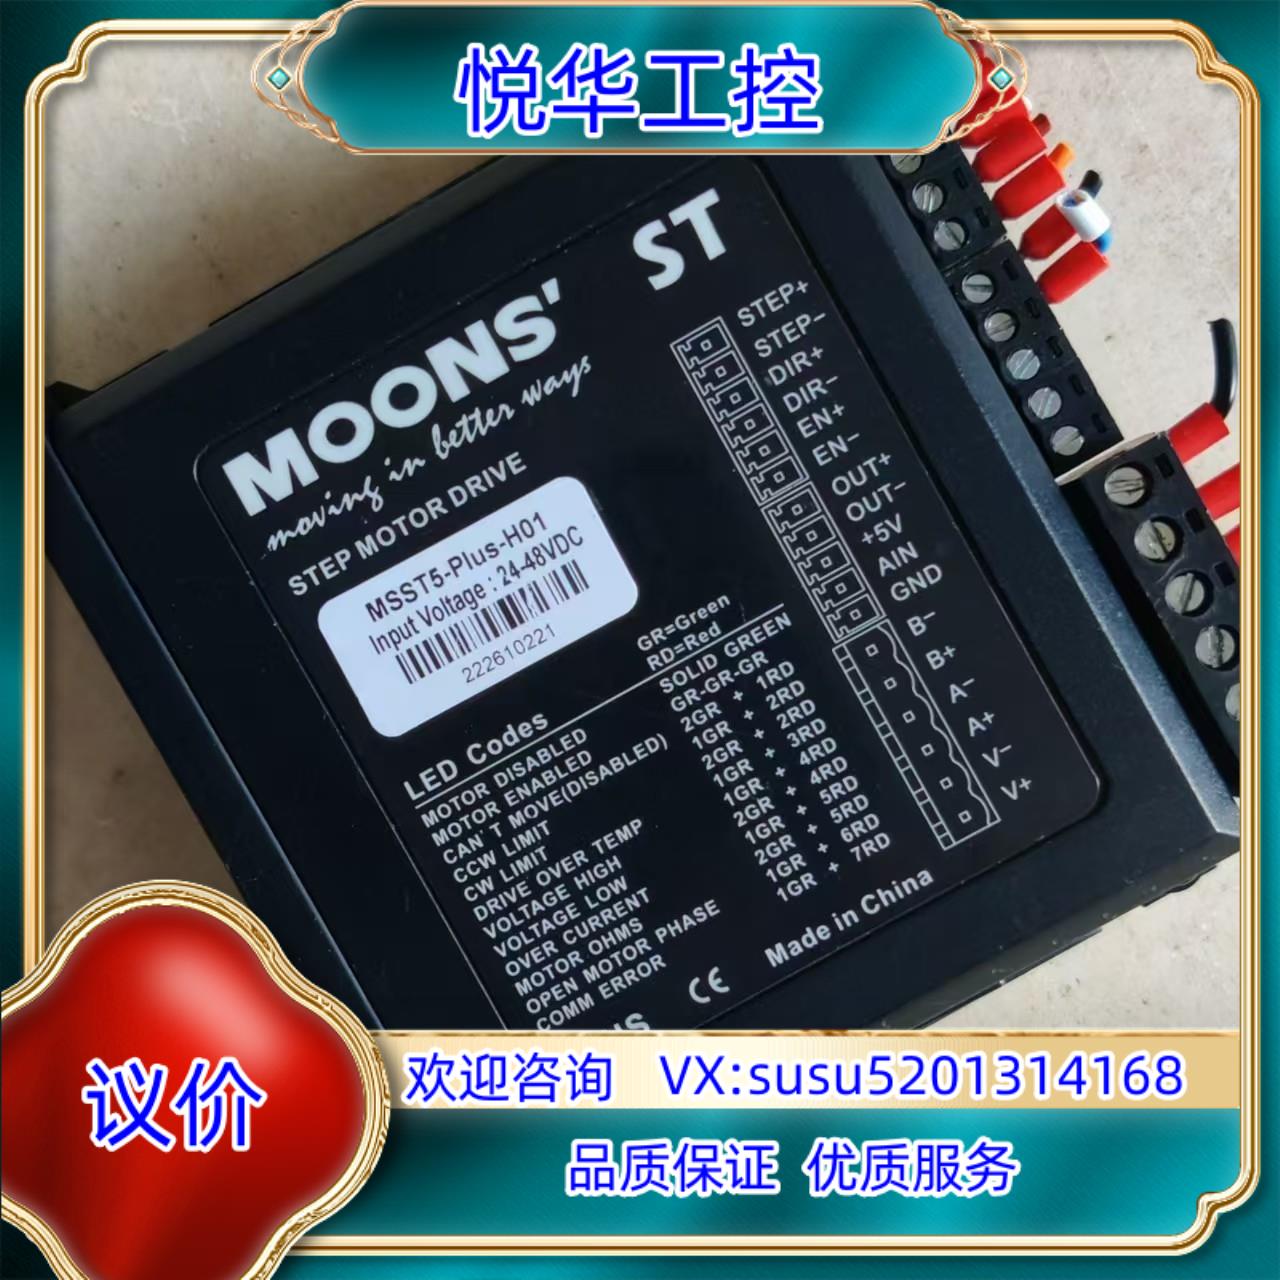 悦华工控
MOONS' ST
moving in better ways
STEP MOTOR DRIVE
MSST5-Plus-H01
Input Voltage : 24-48VDC
222610221
STEP+
STEP-
DIR+
DIR-
EN+
EN-
OUT+
OUT-
+5V
AIN
GND
B-
B+
A-
A+
V-
V+
GR=Green
RD=Red
LED Codes
MOTOR DISABLED SOLID GREEN
MOTOR ENABLED GR-GR-GR
CAN`T MOVE(DISABLED) 2GR + 1RD
CCW LIMIT 1GR + 2RD
CW LIMIT 2GR + 2RD
DRIVE OVER TEMP 1GR + 3RD
VOLTAGE HIGH 1GR + 4RD
VOLTAGE LOW 2GR + 4RD
OVER CURRENT 1GR + 5RD
MOTOR OHMS 2GR + 5RD
OPEN MOTOR PHASE 1GR + 6RD
COMM ERROR 1GR + 7RD
CE Made in China
议价
欢迎咨询 VX:susu5201314168
品质保证 优质服务